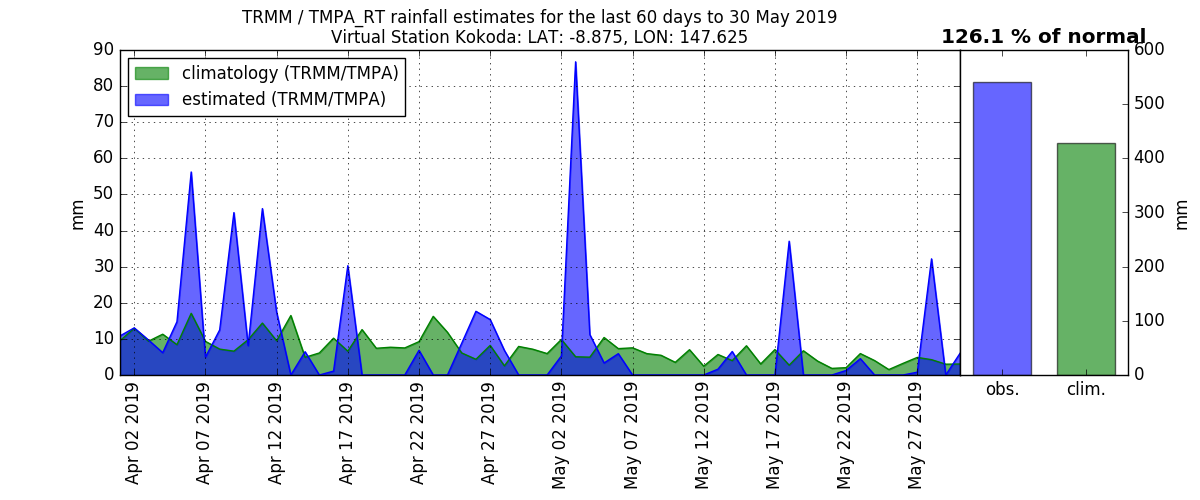 TRMM / TMPA_RT rainfall estimates for the last 60 days to 30 May 2019
Virtual Station Kokoda: LAT: -8.875, LON: 147.625
126.1 % of normal
climatology (TRMM/TMPA)
estimated (TRMM/TMPA)
90
80
70
60
50
40
30
20
10
0
mm
Apr 02 2019
Apr 07 2019
Apr 12 2019
Apr 17 2019
Apr 22 2019
Apr 27 2019
May 02 2019
May 07 2019
May 12 2019
May 17 2019
May 22 2019
May 27 2019
600
500
400
300
200
100
0
mm
obs.
clim.